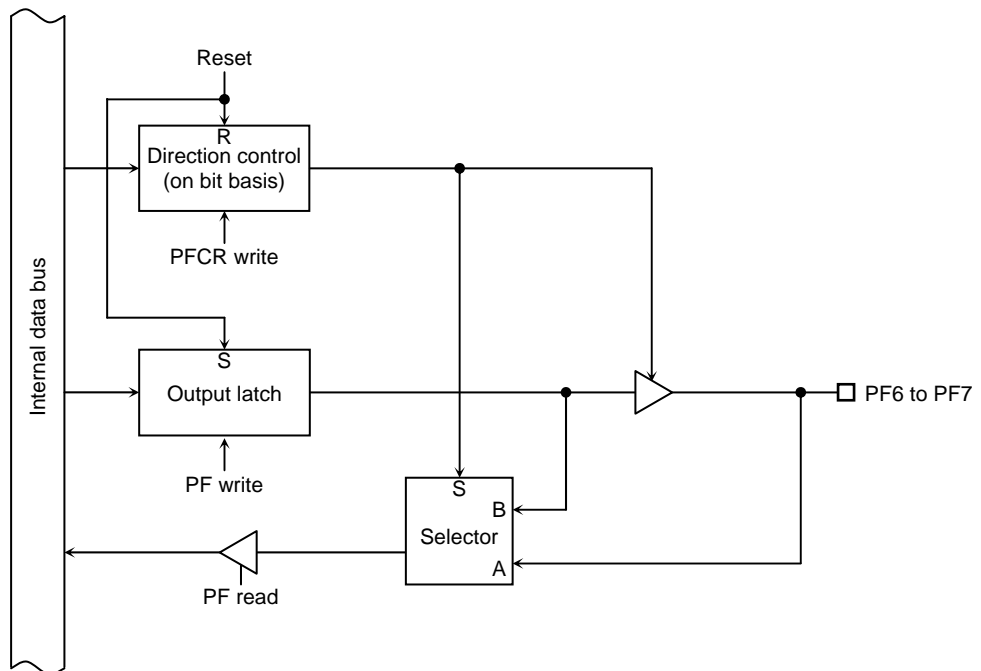 Reset
R
Direction control
(on bit basis)
PFCR write
Internal data bus
S
Output latch
PF6 to PF7
PF write
S
B
Selector
A
PF read